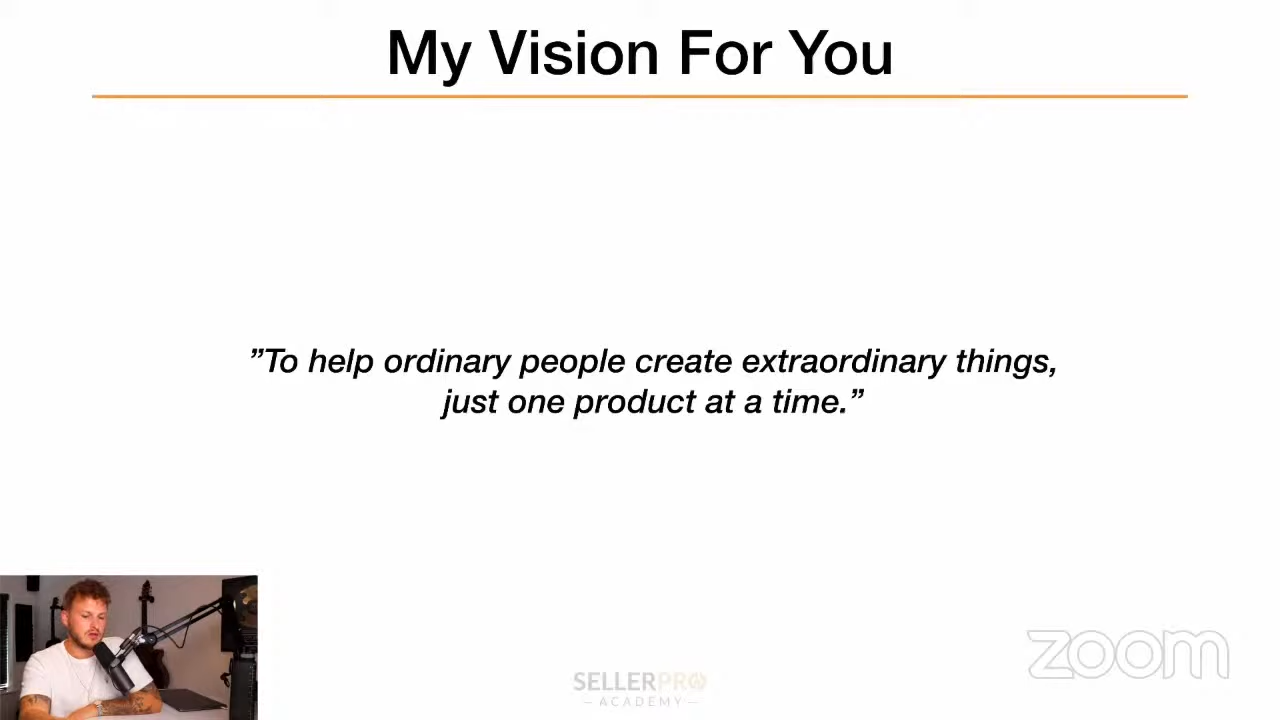 My Vision For You
”To help ordinary people create extraordinary things,
just one product at a time.”
zoom
SELLERPRO
ACADEMY